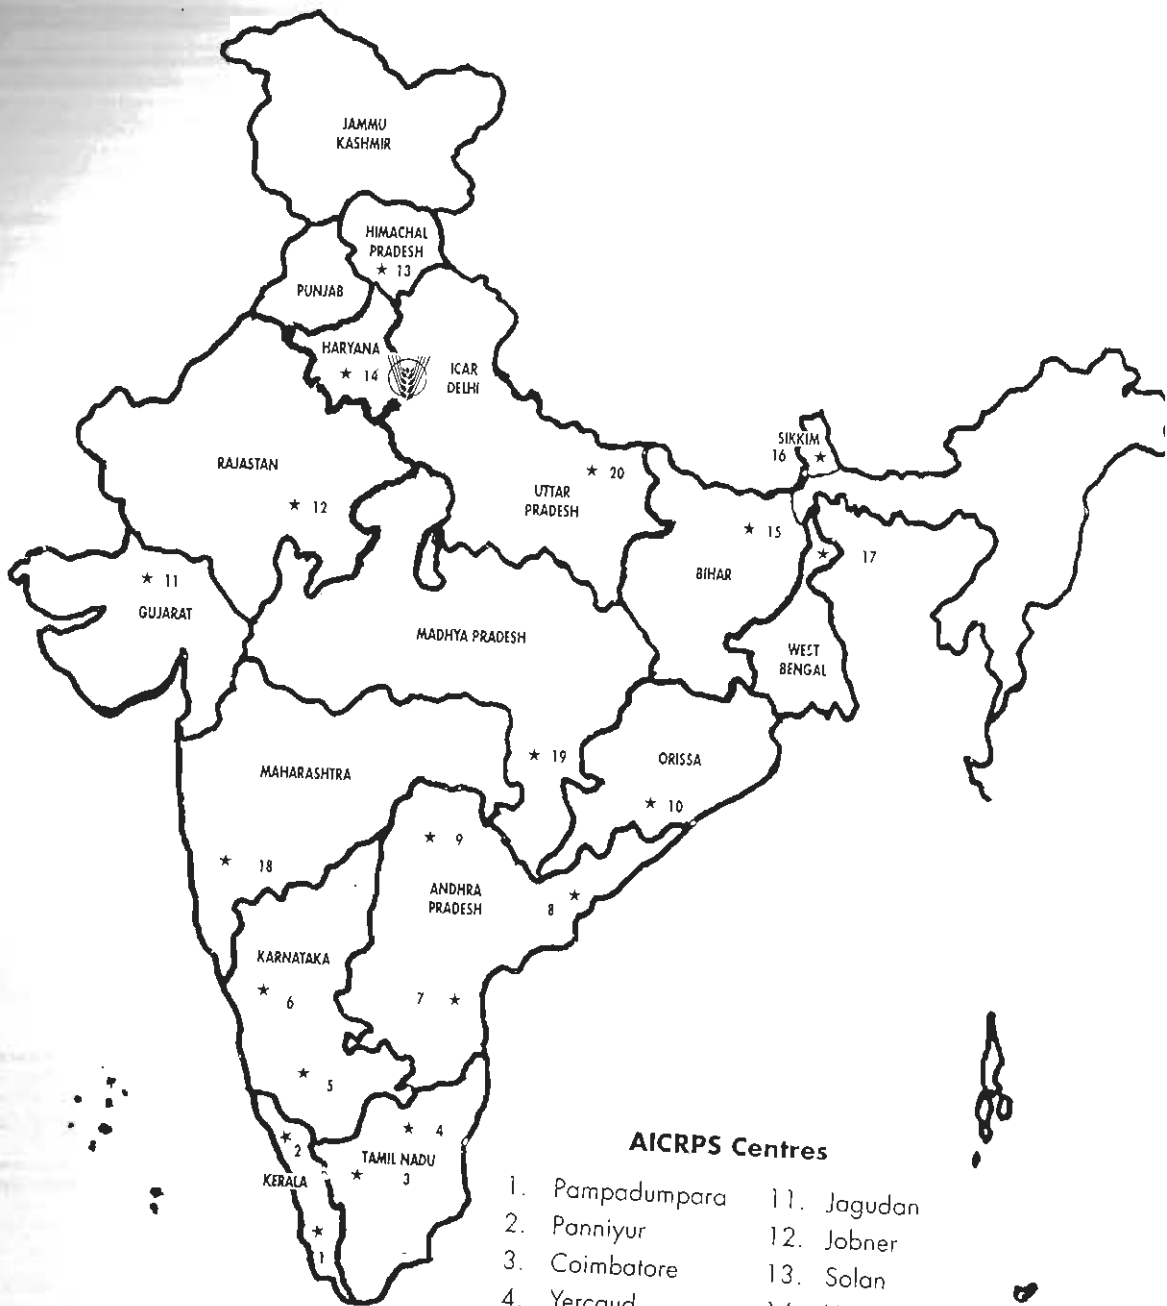 JAMMU
KASHMIR
HIMACHAL
PRADESH
★ 13
PUNJAB
HARYANA
★ 14
ICAR
DELHI
RAJASTAN
★ 12
★ 20
UTTAR
PRADESH
SIKKIM
16 ★
★ 15
BIHAR
★ 17
★ 11
GUJARAT
MADHYA PRADESH
WEST
BENGAL
MAHARASHTRA
★ 19
ORISSA
★ 10
★ 18
★ 9
ANDHRA
PRADESH
8 ★
KARNATAKA
★ 6
7 ★
★ 5
★ 4
★ 2
TAMIL NADU
★ 3
KERALA
★ 1
AICRPS Centres
1. Pampadumpara
2. Panniyur
3. Coimbatore
4. Yercaud
11. Jagudan
12. Jobner
13. Solan
14.